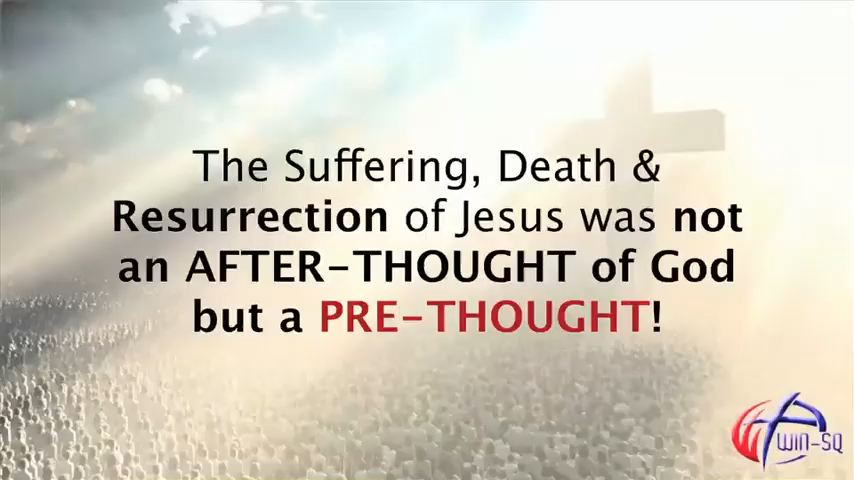 The Suffering, Death &
Resurrection of Jesus was not
an AFTER-THOUGHT of God
but a PRE-THOUGHT!
WIN-SQ